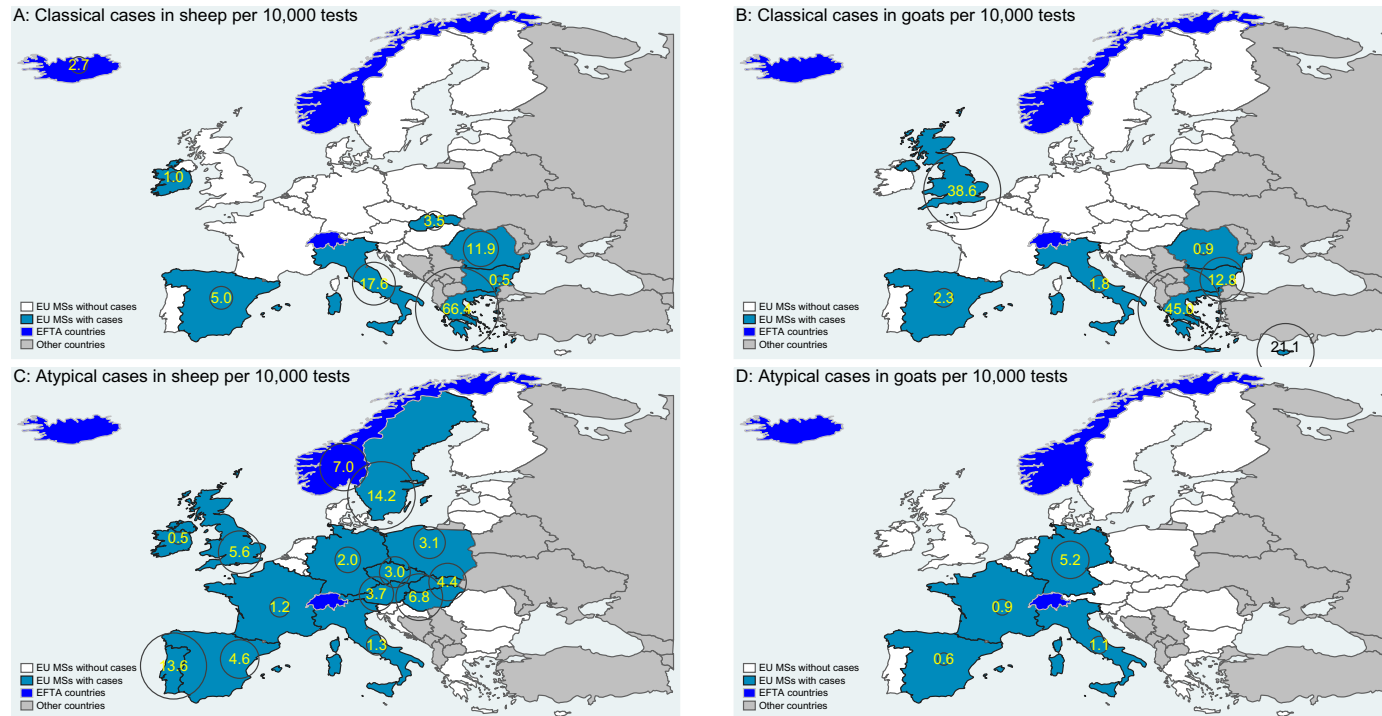 A: Classical cases in sheep per 10,000 tests
2.7
1.0
3.5
11.9
17.6
0.5
5.0
66.4
EU MSs without cases
EU MSs with cases
EFTA countries
Other countries
B: Classical cases in goats per 10,000 tests
38.6
0.9
12.8
1.8
2.3
45.0
21.1
EU MSs without cases
EU MSs with cases
EFTA countries
Other countries
C: Atypical cases in sheep per 10,000 tests
7.0
14.2
0.5
5.6
3.1
2.0
3.0
4.4
3.7
6.8
1.2
1.3
4.6
13.6
EU MSs without cases
EU MSs with cases
EFTA countries
Other countries
D: Atypical cases in goats per 10,000 tests
5.2
0.9
1.1
0.6
EU MSs without cases
EU MSs with cases
EFTA countries
Other countries